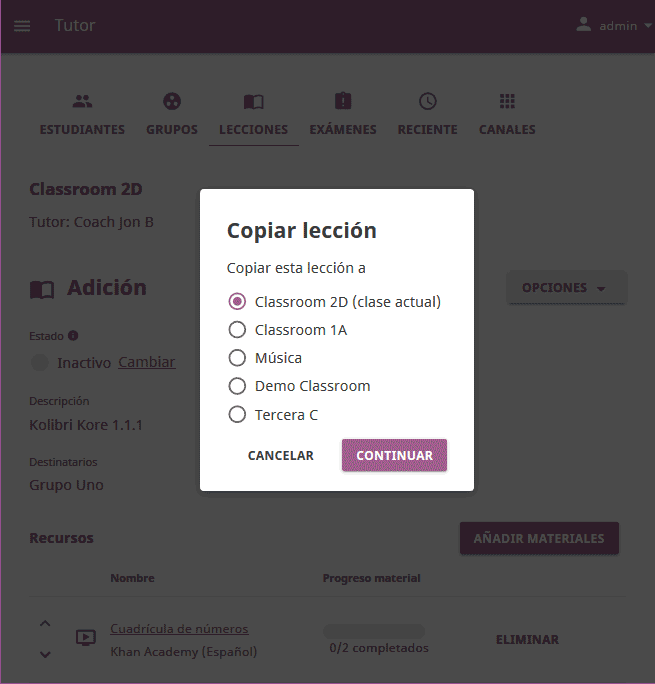 Tutor
admin
ESTUDIANTES GRUPOS LECCIONES EXÁMENES RECIENTE CANALES
Classroom 2D
Tutor: Coach Jon B
Adición
OPCIONES
Estado
Inactivo Cambiar
Descripción
Kolibri Kore 1.1.1
Destinatarios
Grupo Uno
Copiar lección
Copiar esta lección a
Classroom 2D (clase actual)
Classroom 1A
Música
Demo Classroom
Tercera C
CANCELAR CONTINUAR
Recursos
AÑADIR MATERIALES
Nombre Progreso material
Cuadrícula de números
Khan Academy (Español)
0/2 completados
ELIMINAR